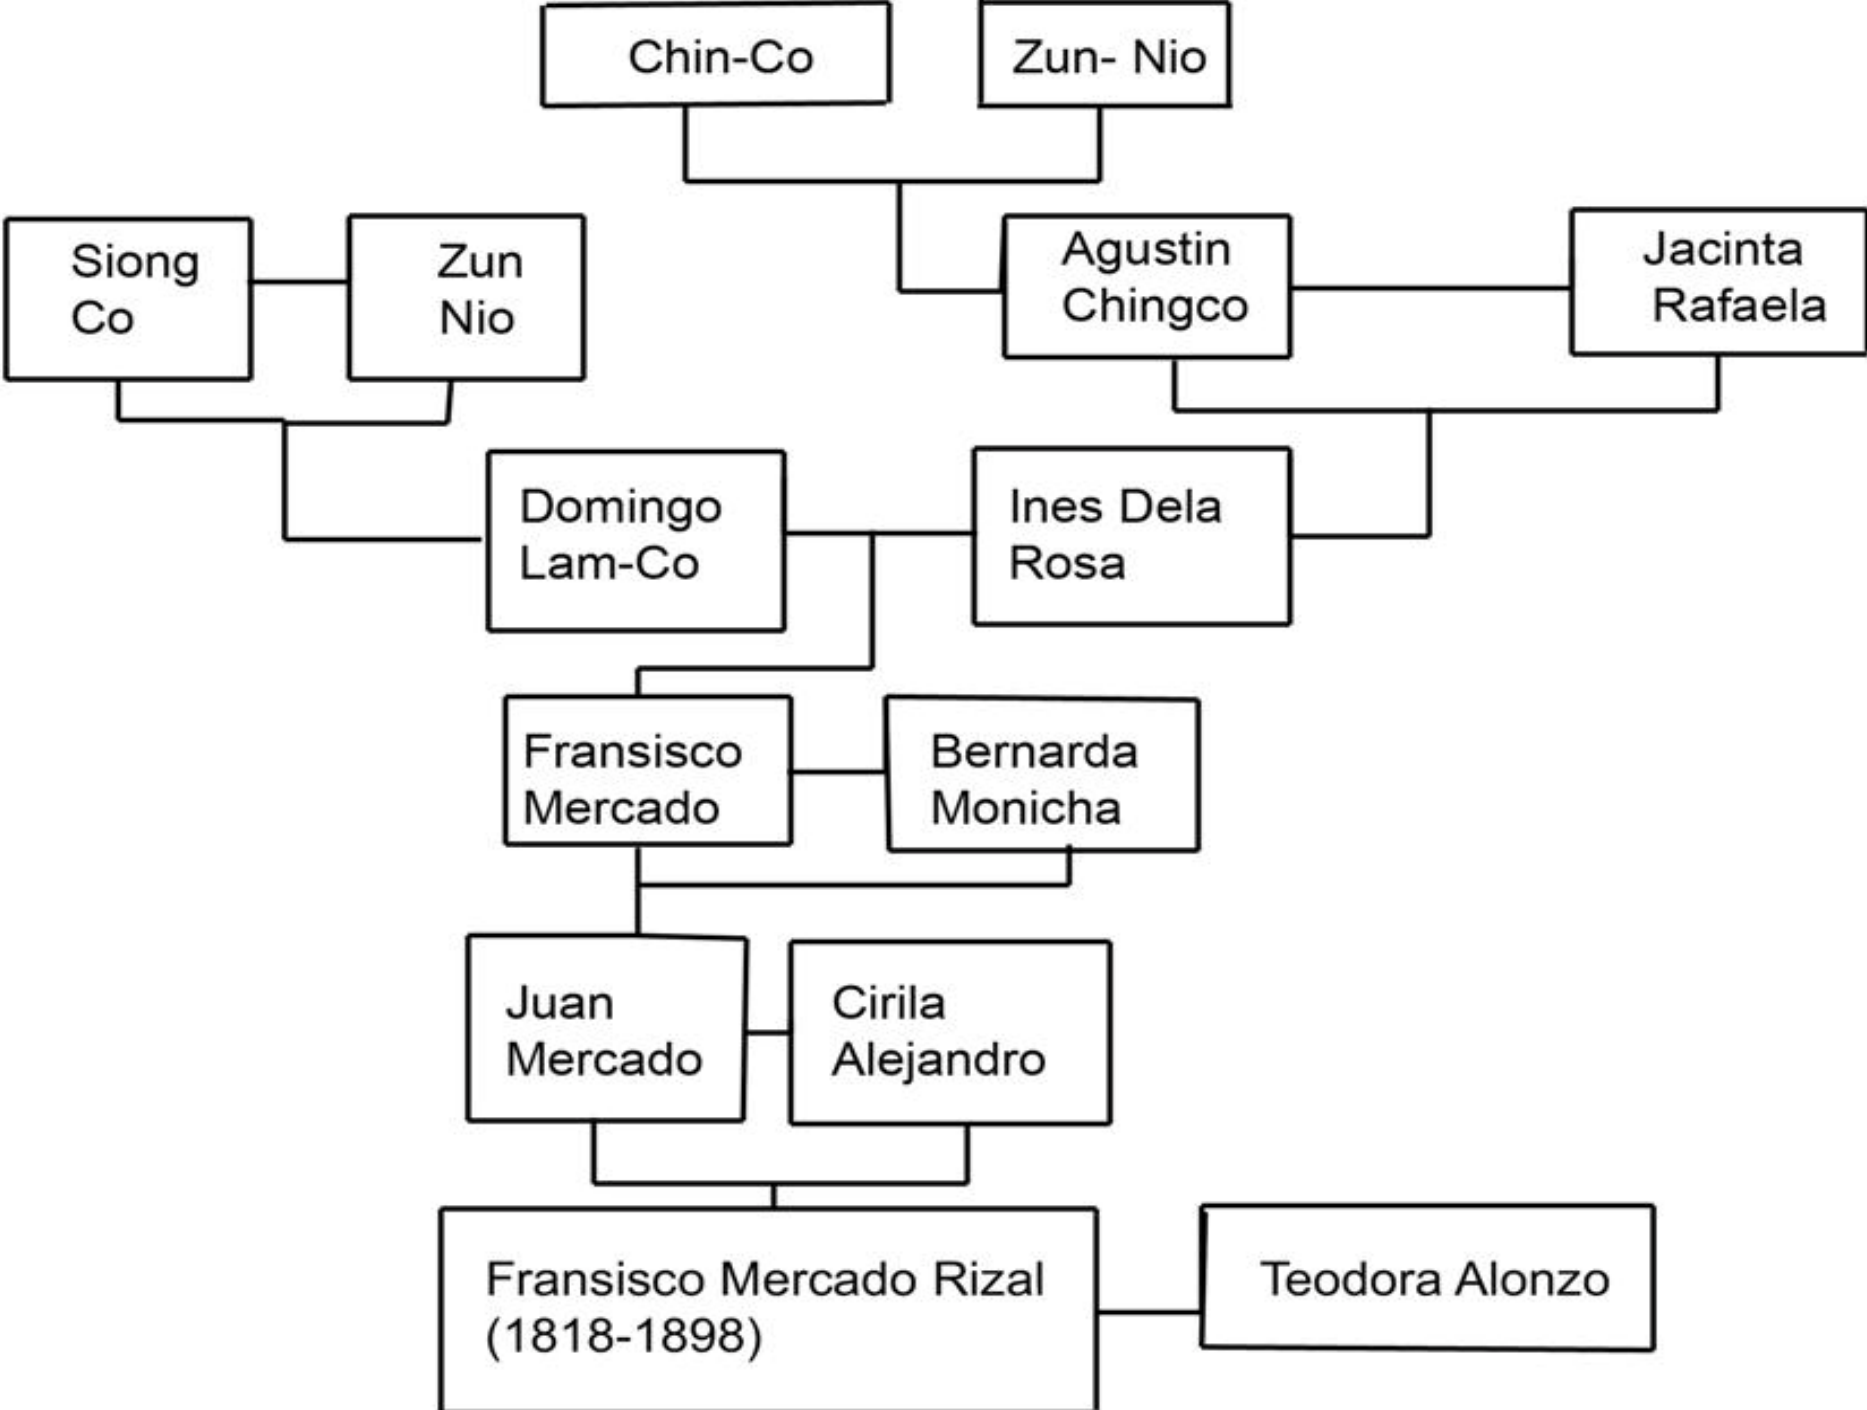 Chin-Co
Zun- Nio
Siong
Co
Zun
Nio
Agustin
Chingco
Jacinta
Rafaela
Domingo
Lam-Co
Ines Dela
Rosa
Fransisco
Mercado
Bernarda
Monicha
Juan
Mercado
Cirila
Alejandro
Fransisco Mercado Rizal
(1818-1898)
Teodora Alonzo